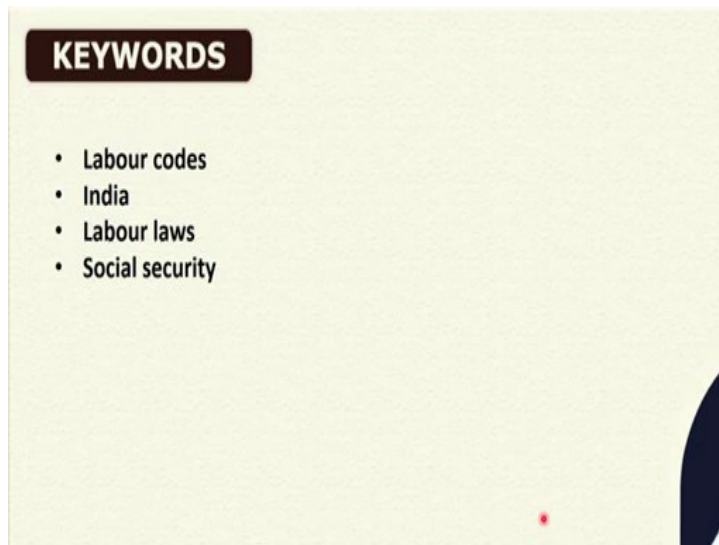 KEYWORDS
• Labour codes
• India
• Labour laws
• Social security